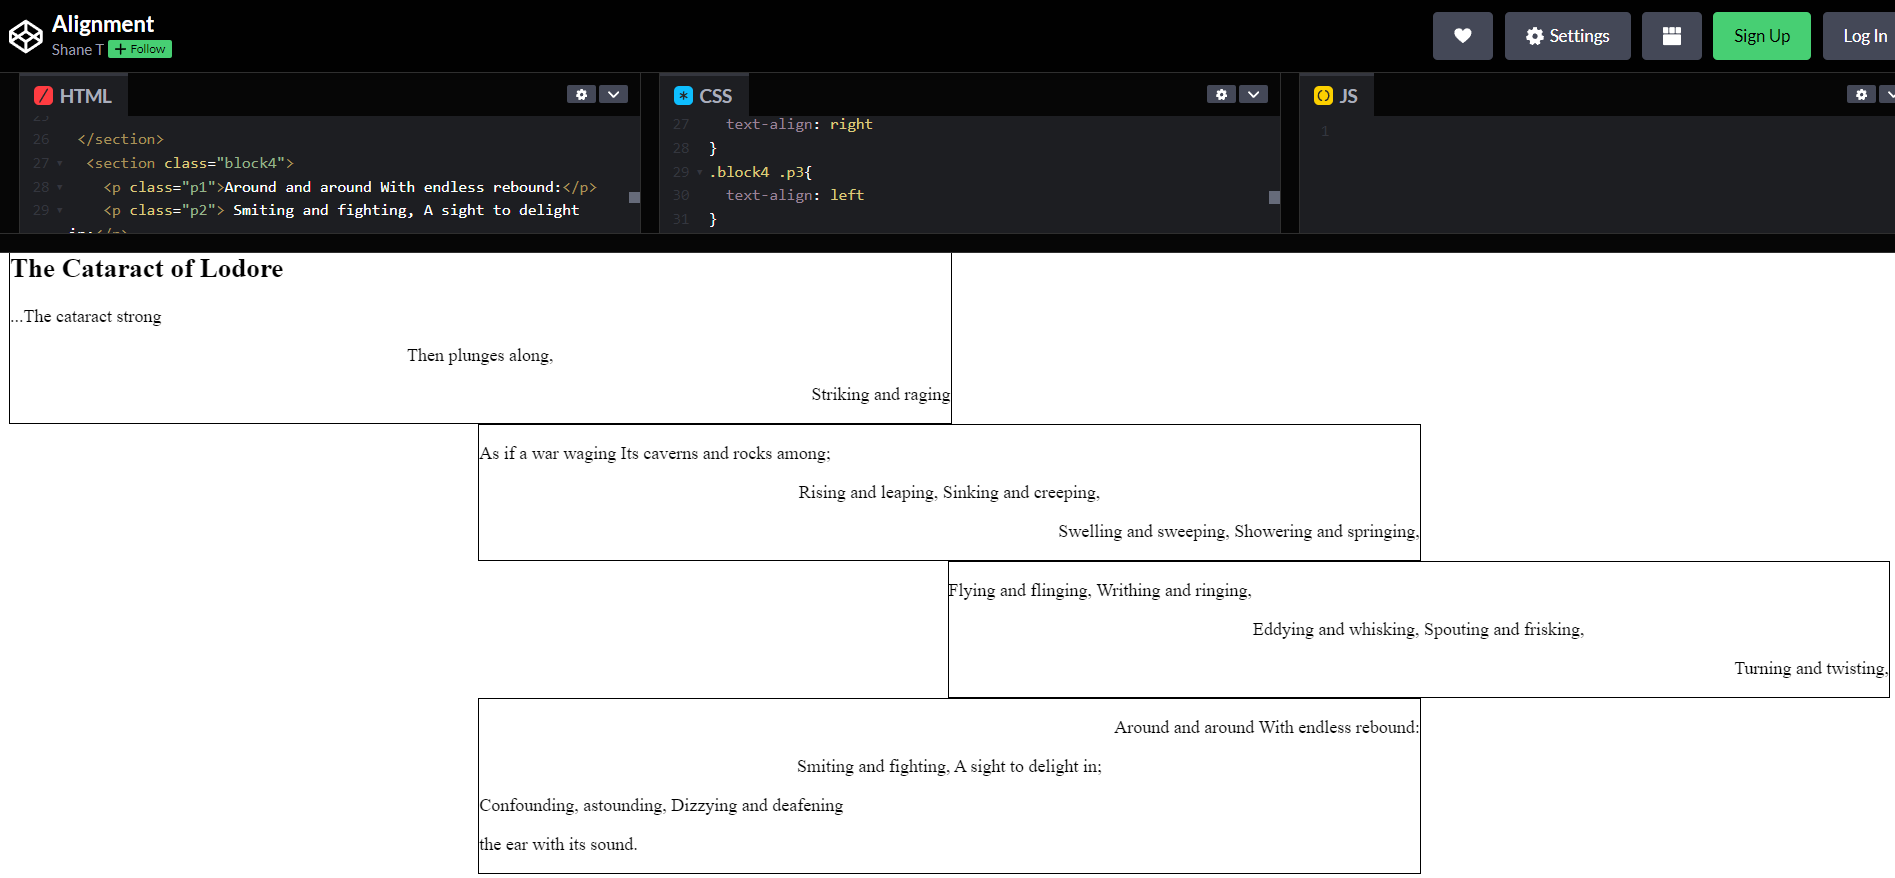 Alignment
Shane T + Follow
Settings
Sign Up
Log In
HTML
25
26 </section>
27 <section class="block4">
28 <p class="p1">Around and around With endless rebound:</p>
29 <p class="p2"> Smiting and fighting, A sight to delight
in;</p>
CSS
27 text-align: right
28 }
29 .block4 .p3{
30 text-align: left
31 }
JS
1
The Cataract of Lodore
...The cataract strong
Then plunges along,
Striking and raging
As if a war waging Its caverns and rocks among;
Rising and leaping, Sinking and creeping,
Swelling and sweeping, Showering and springing,
Flying and flinging, Writhing and ringing,
Eddying and whisking, Spouting and frisking,
Turning and twisting,
Around and around With endless rebound:
Smiting and fighting, A sight to delight in;
Confounding, astounding, Dizzying and deafening
the ear with its sound.